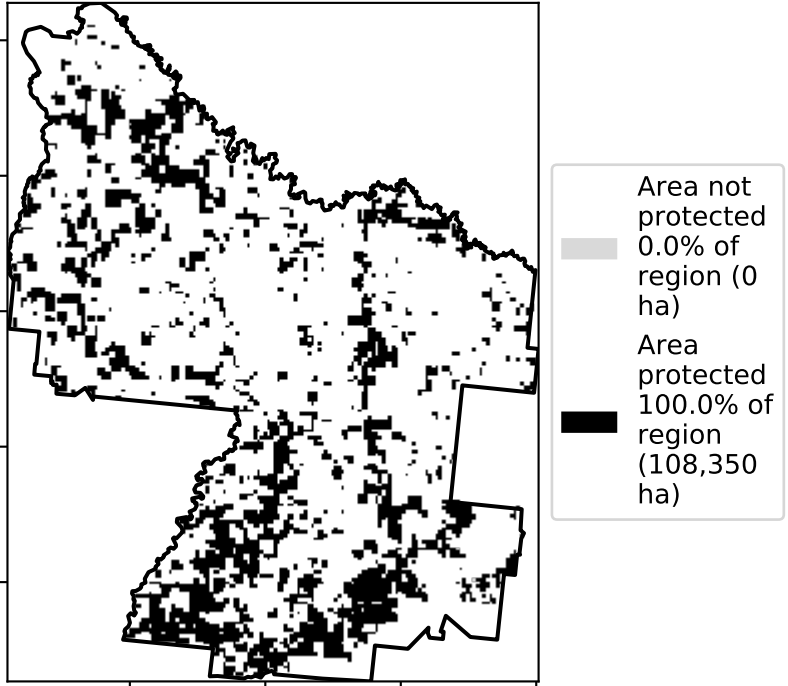 Area not
protected
0.0% of
region (0
ha)
Area
protected
100.0% of
region
(108,350
ha)